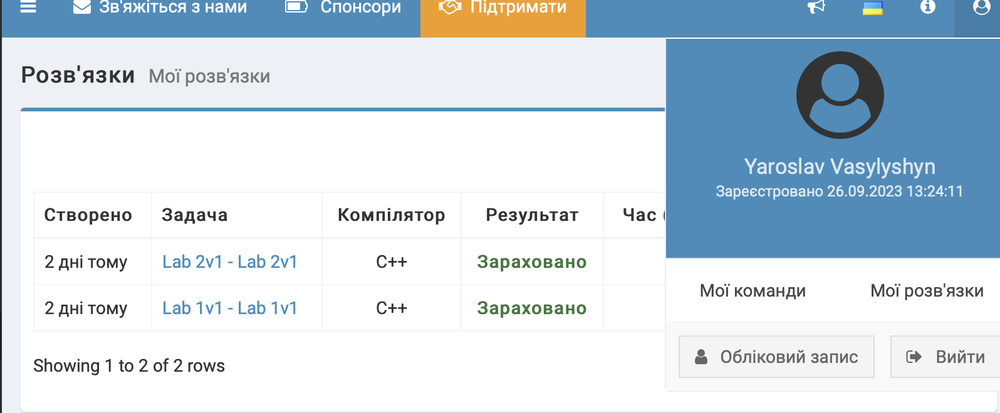 Зв'яжіться з нами Спонсори Підтримати
Розв'язки Мої розв'язки
Yaroslav Vasylyshyn
Зареєстровано 26.09.2023 13:24:11
Створено Задача Компілятор Результат Час
2 дні тому Lab 2v1 - Lab 2v1 C++ Зараховано
2 дні тому Lab 1v1 - Lab 1v1 C++ Зараховано
Showing 1 to 2 of 2 rows
Мої команди Мої розв'язки
Обліковий запис Вийти